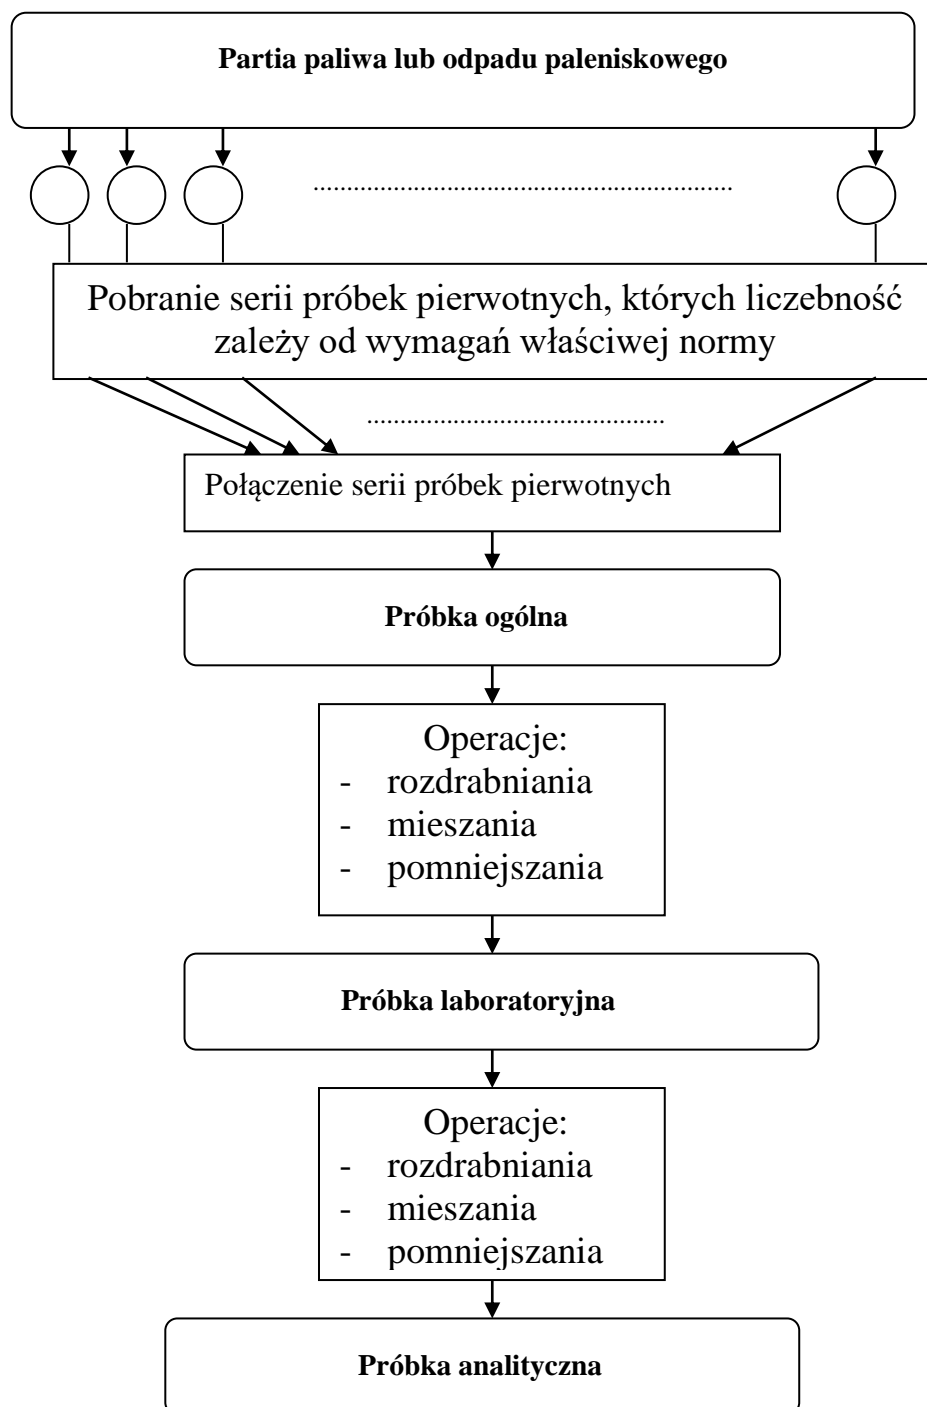 Partia paliwa lub odpadu paleniskowego
...............................................................
Pobranie serii próbek pierwotnych, których liczebność
zależy od wymagań właściwej normy
.............................................
Połączenie serii próbek pierwotnych
Próbka ogólna
Operacje:
- rozdrabniania
- mieszania
- pomniejszania
Próbka laboratoryjna
Operacje:
- rozdrabniania
- mieszania
- pomniejszania
Próbka analityczna